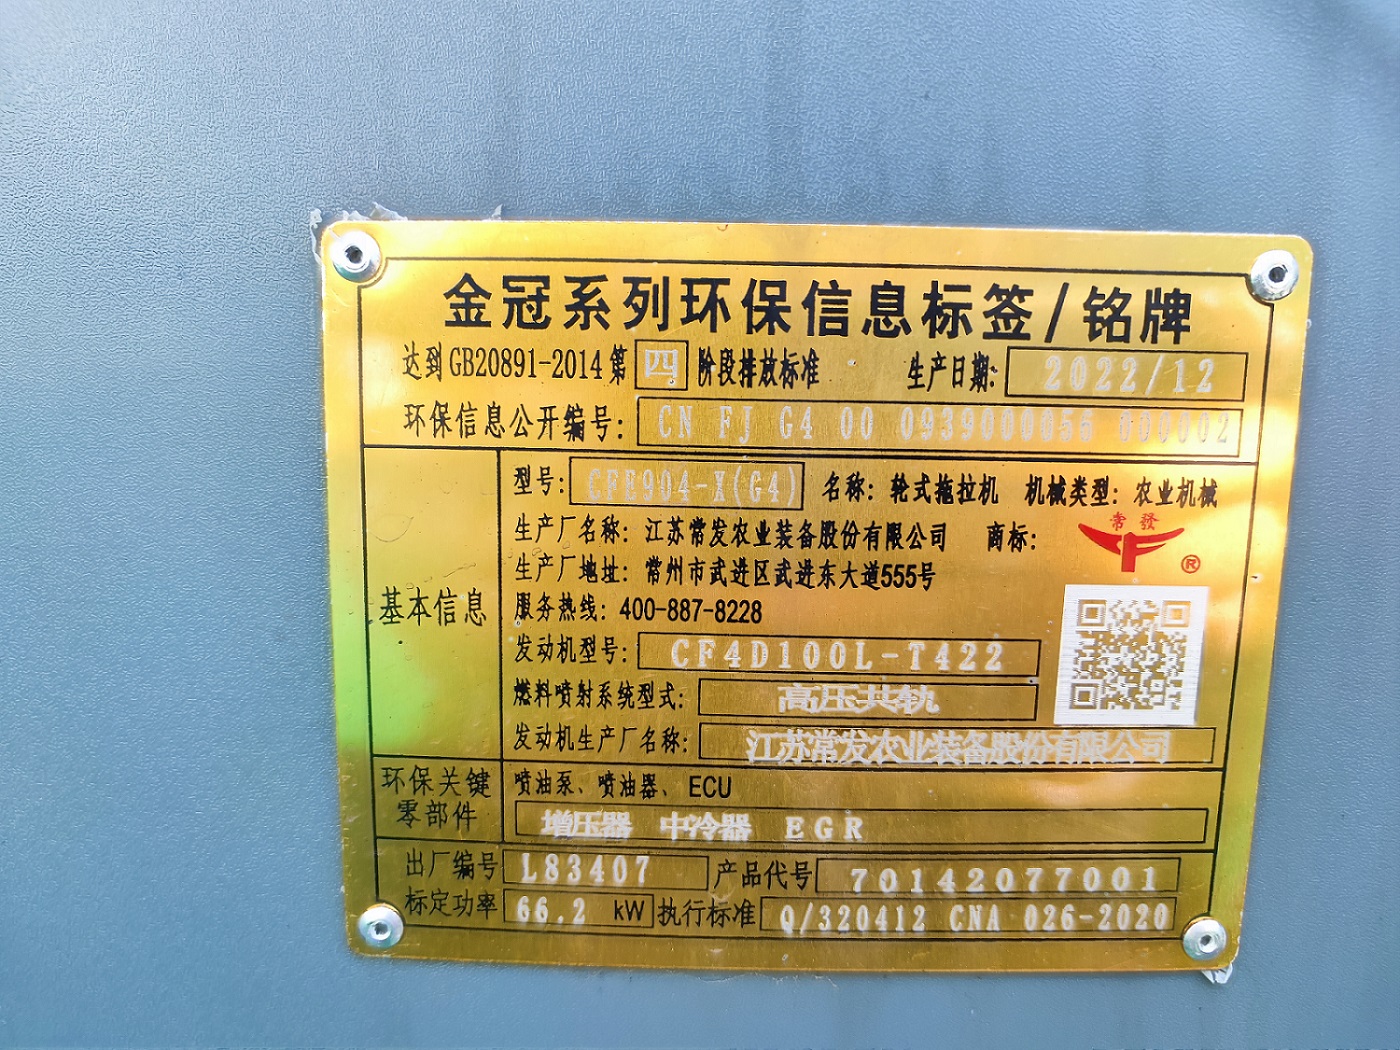 金冠系列环保信息标签/铭牌
达到GB20891-2014第 四 阶段排放标准 生产日期: 2022/12
环保信息公开编号: CN FJ G4 00 0939000056 000002
基本信息
型号: CFE904-X(G4) 名称: 轮式拖拉机 机械类型: 农业机械
生产厂名称: 江苏常发农业装备股份有限公司 商标: 常發 ®
生产厂地址: 常州市武进区武进东大道555号
服务热线: 400-887-8228
发动机型号: CF4D100L-T422
燃料喷射系统型式: 高压共轨
发动机生产厂名称: 江苏常发农业装备股份有限公司
环保关键
零部件
喷油泵、喷油器、ECU
增压器 中冷器 EGR
出厂编号 L83407 产品代号 70142077001
标定功率 66.2 kW 执行标准 Q/320412 CNA 026-2020